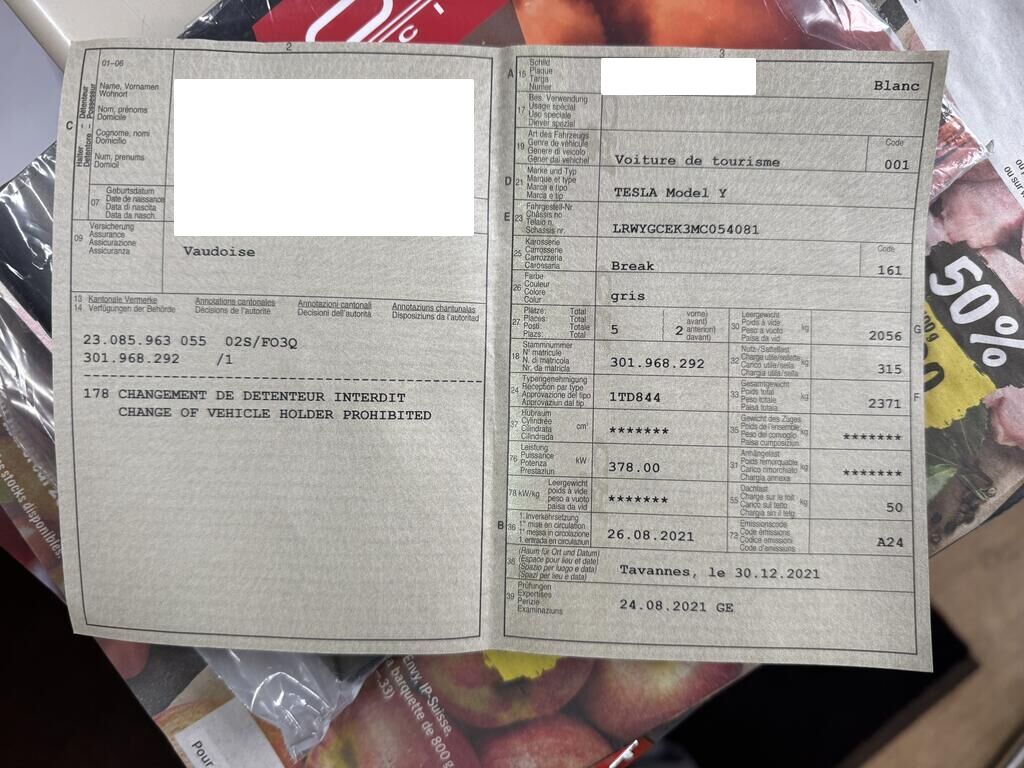 2
01-06
C
Halter Détenteur
Detentore Possessur
Name, Vornamen
Wohnort
Nom, prénoms
Domicile
Cognome, nomi
Domicilio
Num, prenums
Domicil
07
Geburtsdatum
Date de naissance
Data di nascita
Data da nasch.
09
Versicherung
Assurance
Assicurazione
Assicuranza
Vaudoise
13 Kantonale Vermerke Annotations cantonales Annotazioni cantonali Annotaziuns chantunalas
14 Verfügungen der Behörde Décisions de l'autorité Decisioni dell'autorità Disposiziuns da l'autoritad
23.085.963 055 02S/FO3Q
301.968.292 /1
178 CHANGEMENT DE DETENTEUR INTERDIT
CHANGE OF VEHICLE HOLDER PROHIBITED
3
A 15
Schild
Plaque
Targa
Numer
Blanc
17
Bes. Verwendung
Usage spécial
Uso speciale
Diever spezial
19
Art des Fahrzeugs
Genre de véhicule
Genere di veicolo
Gener dal vehichel
Voiture de tourisme
Code
001
D 21
Marke und Typ
Marque et type
Marca e tipo
Marca e tip
TESLA Model Y
E 23
Fahrgestell-Nr.
Châssis no
Telaio n.
Schassis nr.
LRWYGCEK3MC054081
25
Karosserie
Carrosserie
Carrozzeria
Carossaria
Break
Code
161
26
Farbe
Couleur
Colore
Colur
gris
27
Plätze: Total
Places: Total
Posti: Totale
Plazs: Total
5
vorne)
avant)
anteriori)
davant)
2
30
Leergewicht
Poids à vide
Peso a vuoto
Paisa da vid
kg
2056
G
18
Stammnummer
N° matricule
N. di matricola
Nr. da matricla
301.968.292
32
Nutz-/Sattellast
Charge utile/sellette
Carico utile/sella
Chargia utila/sella
kg
315
24
Typengenehmigung
Réception par type
Approvazione del tipo
Approvaziun dal tip
1TD844
33
Gesamtgewicht
Poids total
Peso totale
Paisa totala
kg
2371
F
37
Hubraum
Cylindrée
Cilindrata
Cilindrada
cm³
*******
35
Gewicht des Zuges
Poids de l'ensemble
Peso del convoglio
Paisa cumposiziun
kg
*******
76
Leistung
Puissance
Potenza
Prestaziun
kW
378.00
31
Anhängelast
Poids remorquable
Carico rimorchiato
Chargia annexa
kg
*******
78 kW/kg
Leergewicht
poids à vide
peso a vuoto
paisa da vid
*******
55
Dachlast
Charge sur le toit
Carico sul tetto
Chargia sin il tetg
kg
50
B 36
1. Inverkehrsetzung
1re mise en circulation
1a messa in circolazione
1. entrada en circulaziun
26.08.2021
72
Emissionscode
Code émissions
Codice emissioni
Code d'emissiuns
A24
38
(Raum für Ort und Datum)
(Espace pour lieu et date)
(Spazio per luogo e data)
(Spazi per lieu e data)
Tavannes, le 30.12.2021
39
Prüfungen
Expertises
Perizie
Examinaziuns
24.08.2021 GE
50%
stocks disponibles.
Envy, IP-Suisse,
barquette de 800 g
Pour